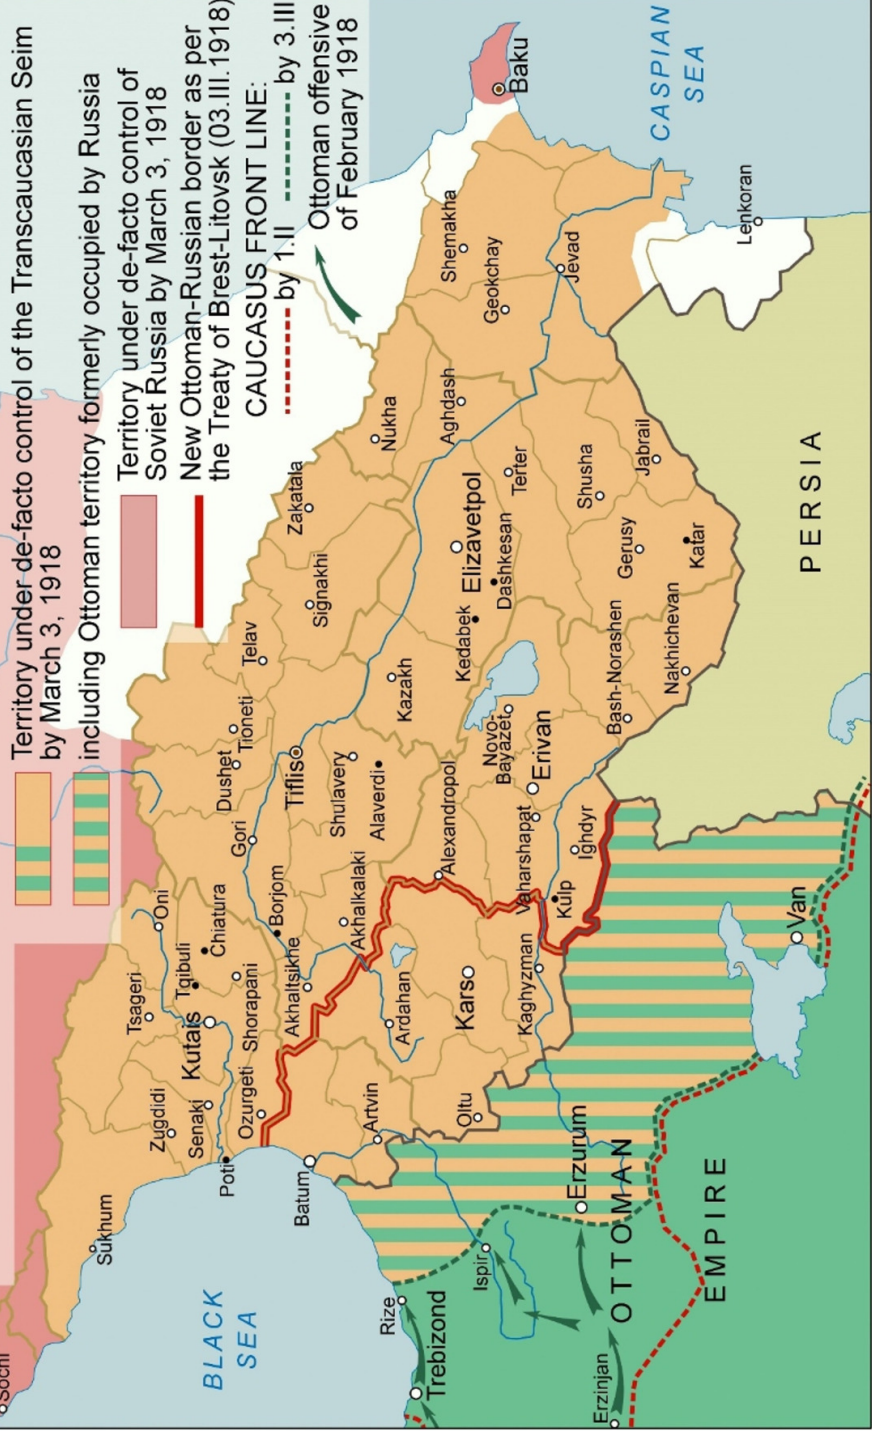 Territory under de-facto control of the Transcaucasian Seim
by March 3, 1918
including Ottoman territory formerly occupied by Russia
Territory under de-facto control of
Soviet Russia by March 3, 1918
New Ottoman-Russian border as per
the Treaty of Brest-Litovsk (03.III.1918)
CAUCASUS FRONT LINE:
by 1.II
by 3.III
Ottoman offensive
of February 1918
Sochi
Sukhum
Tsageri
Oni
Zugdidi
Tqibuli
Chiatura
Kutais
Senaki
Shorapani
Poti
Ozurgeti
BLACK
SEA
Batum
Akhaltsikhe
Borjom
Gori
Dushet
Tioneti
Telav
Tiflis
Signakhi
Zakatala
Nukha
Akhalkalaki
Shulavery
Alaverdi
Kazakh
Artvin
Ardahan
Alexandropol
Aghdash
Shemakha
Geokchay
Baku
CASPIAN
SEA
Rize
Trebizond
Oltu
Kars
Kedabek
Elizavetpol
Dashkesan
Terter
Jevad
Ispir
Kaghyzman
Vaharshapat
Novo-
Bayazet
Erivan
Kulp
Ighdyr
Shusha
Jabrail
Gerusy
Katar
Bash-Norashen
Nakhichevan
Lenkoran
Erzurum
Erzinjan
OTTOMAN
EMPIRE
Van
PERSIA